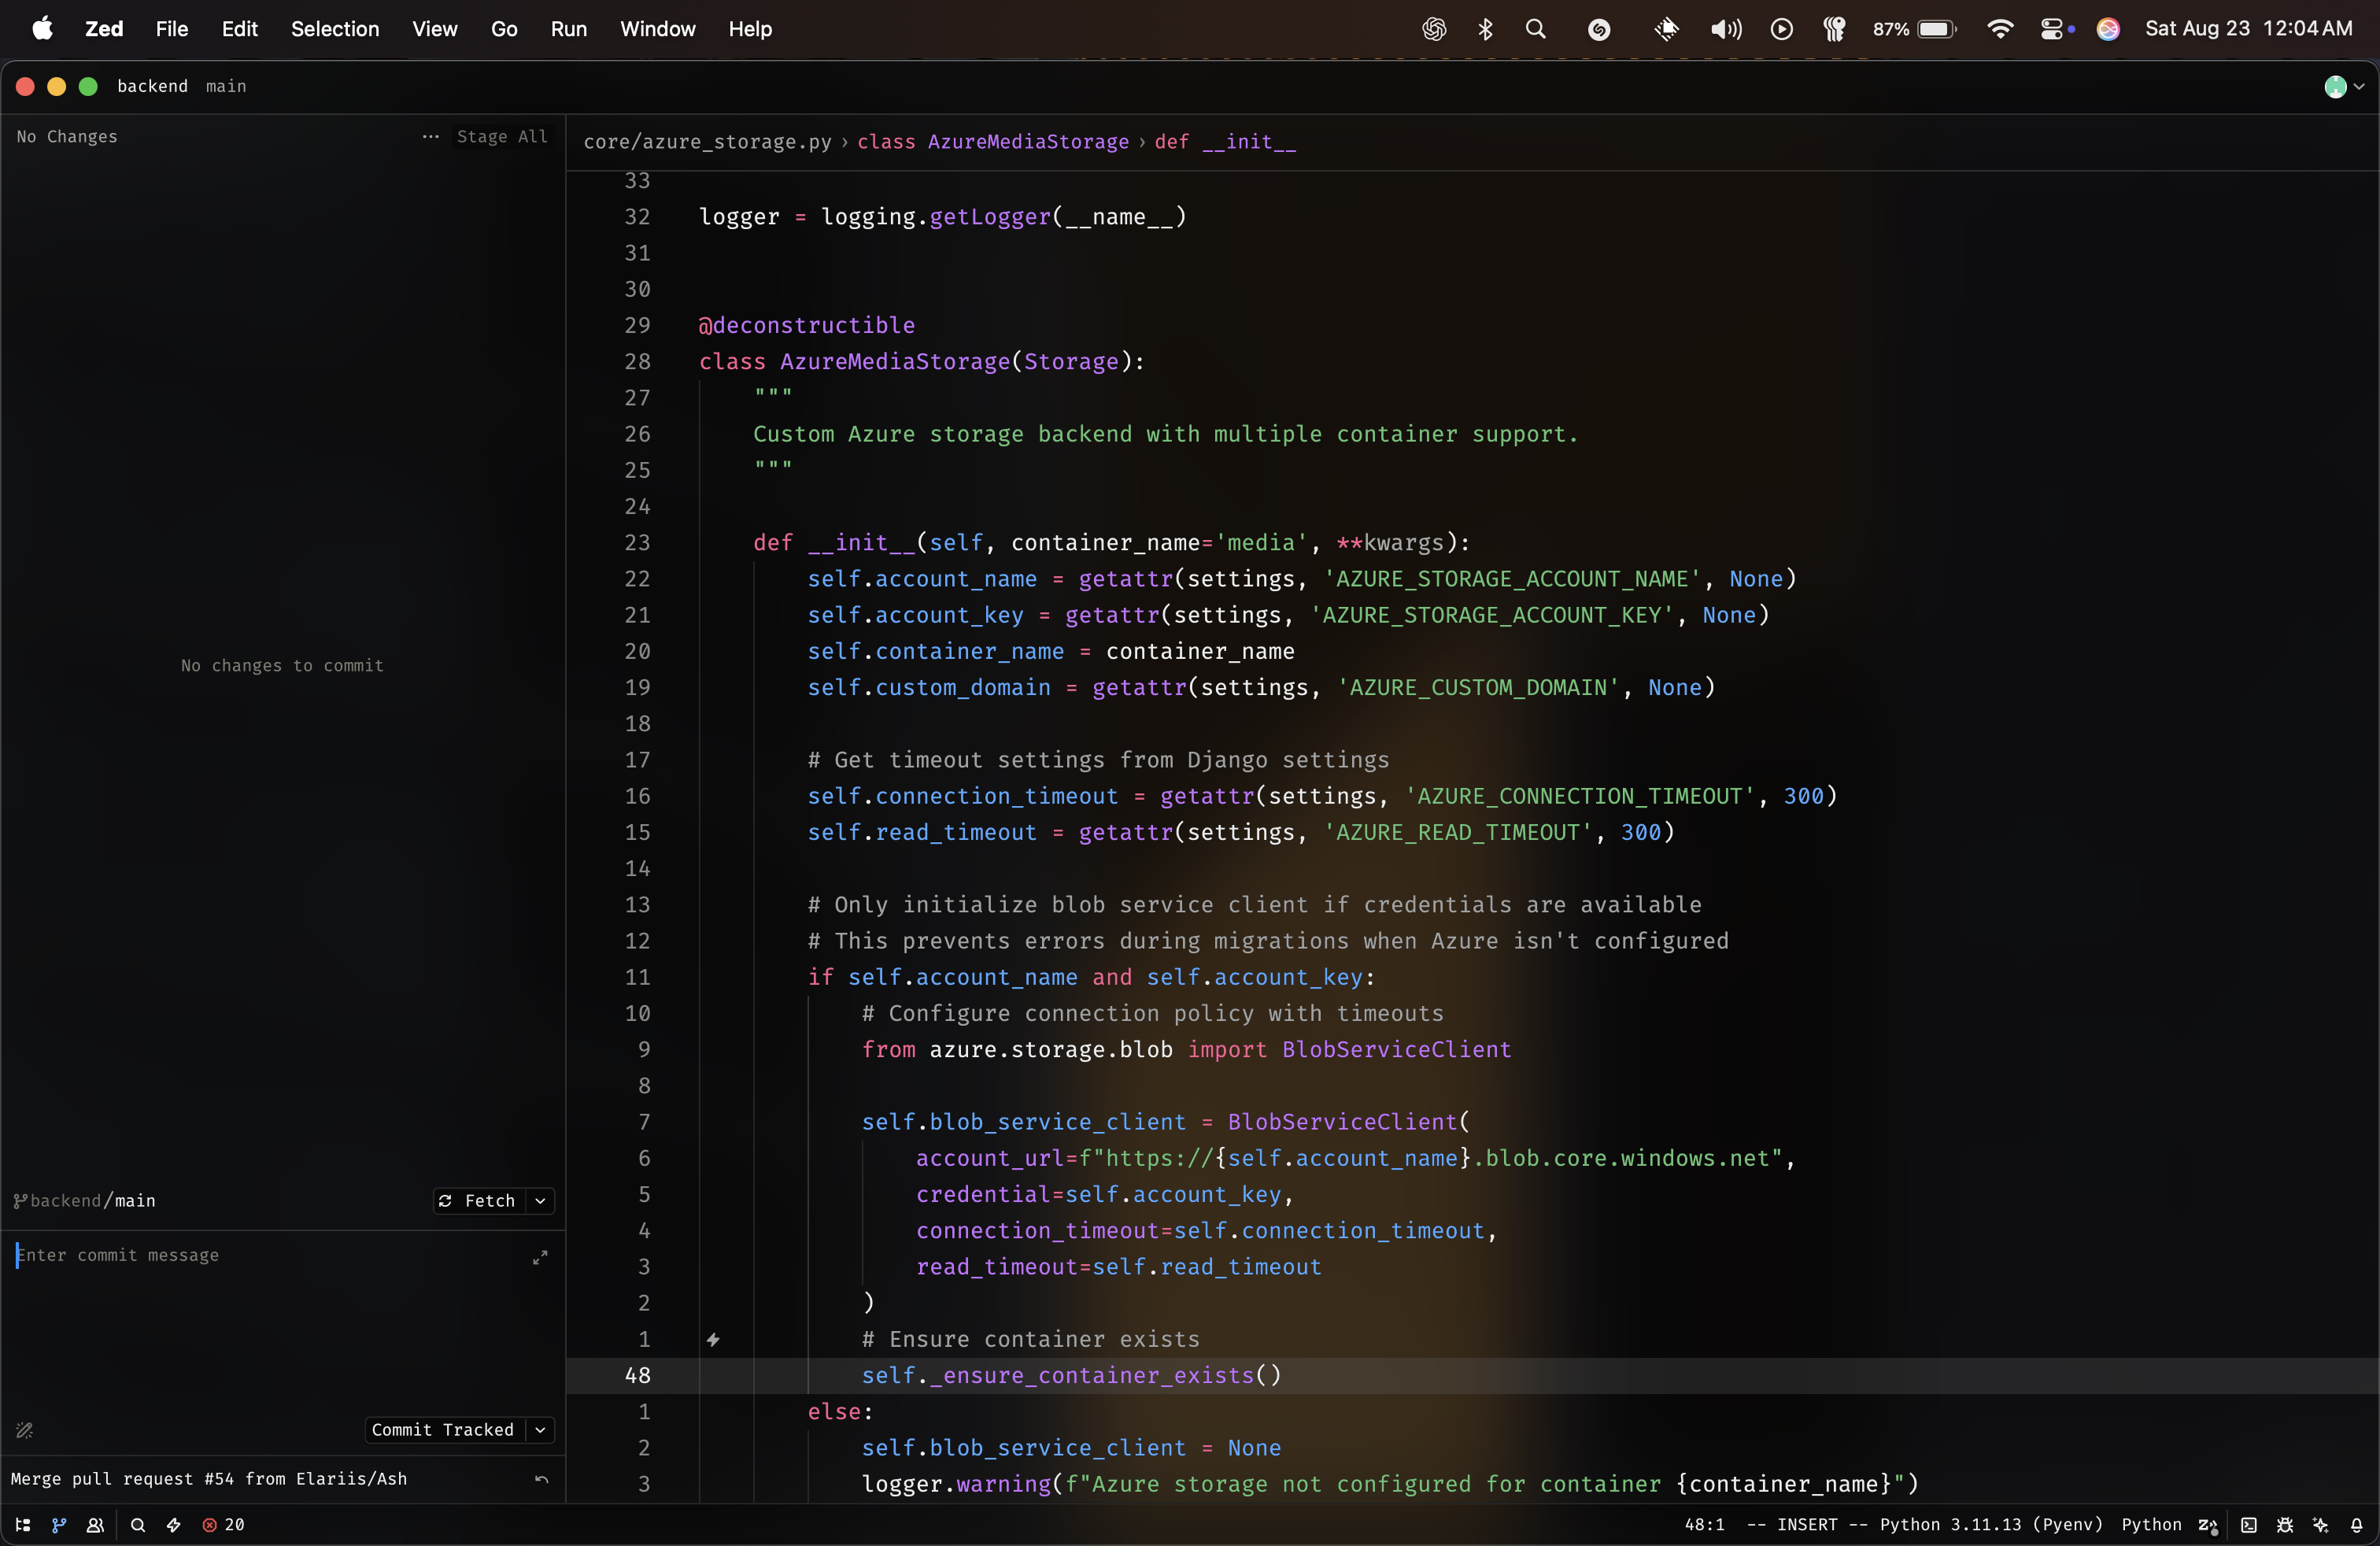 Zed File Edit Selection View Go Run Window Help 87% Sat Aug 23 12:04 AM
backend main
No Changes ··· Stage All
No changes to commit
backend/main Fetch
Enter commit message
Commit Tracked
Merge pull request #54 from Elariis/Ash
core/azure_storage.py › class AzureMediaStorage › def __init__
33
32 logger = logging.getLogger(__name__)
31
30
29 @deconstructible
28 class AzureMediaStorage(Storage):
27 """
26 Custom Azure storage backend with multiple container support.
25 """
24
23 def __init__(self, container_name='media', **kwargs):
22 self.account_name = getattr(settings, 'AZURE_STORAGE_ACCOUNT_NAME', None)
21 self.account_key = getattr(settings, 'AZURE_STORAGE_ACCOUNT_KEY', None)
20 self.container_name = container_name
19 self.custom_domain = getattr(settings, 'AZURE_CUSTOM_DOMAIN', None)
18
17 # Get timeout settings from Django settings
16 self.connection_timeout = getattr(settings, 'AZURE_CONNECTION_TIMEOUT', 300)
15 self.read_timeout = getattr(settings, 'AZURE_READ_TIMEOUT', 300)
14
13 # Only initialize blob service client if credentials are available
12 # This prevents errors during migrations when Azure isn't configured
11 if self.account_name and self.account_key:
10 # Configure connection policy with timeouts
9 from azure.storage.blob import BlobServiceClient
8
7 self.blob_service_client = BlobServiceClient(
6 account_url=f"https://{self.account_name}.blob.core.windows.net",
5 credential=self.account_key,
4 connection_timeout=self.connection_timeout,
3 read_timeout=self.read_timeout
2 )
1 # Ensure container exists
48 self._ensure_container_exists()
1 else:
2 self.blob_service_client = None
3 logger.warning(f"Azure storage not configured for container {container_name}")
20 48:1 -- INSERT -- Python 3.11.13 (Pyenv) Python